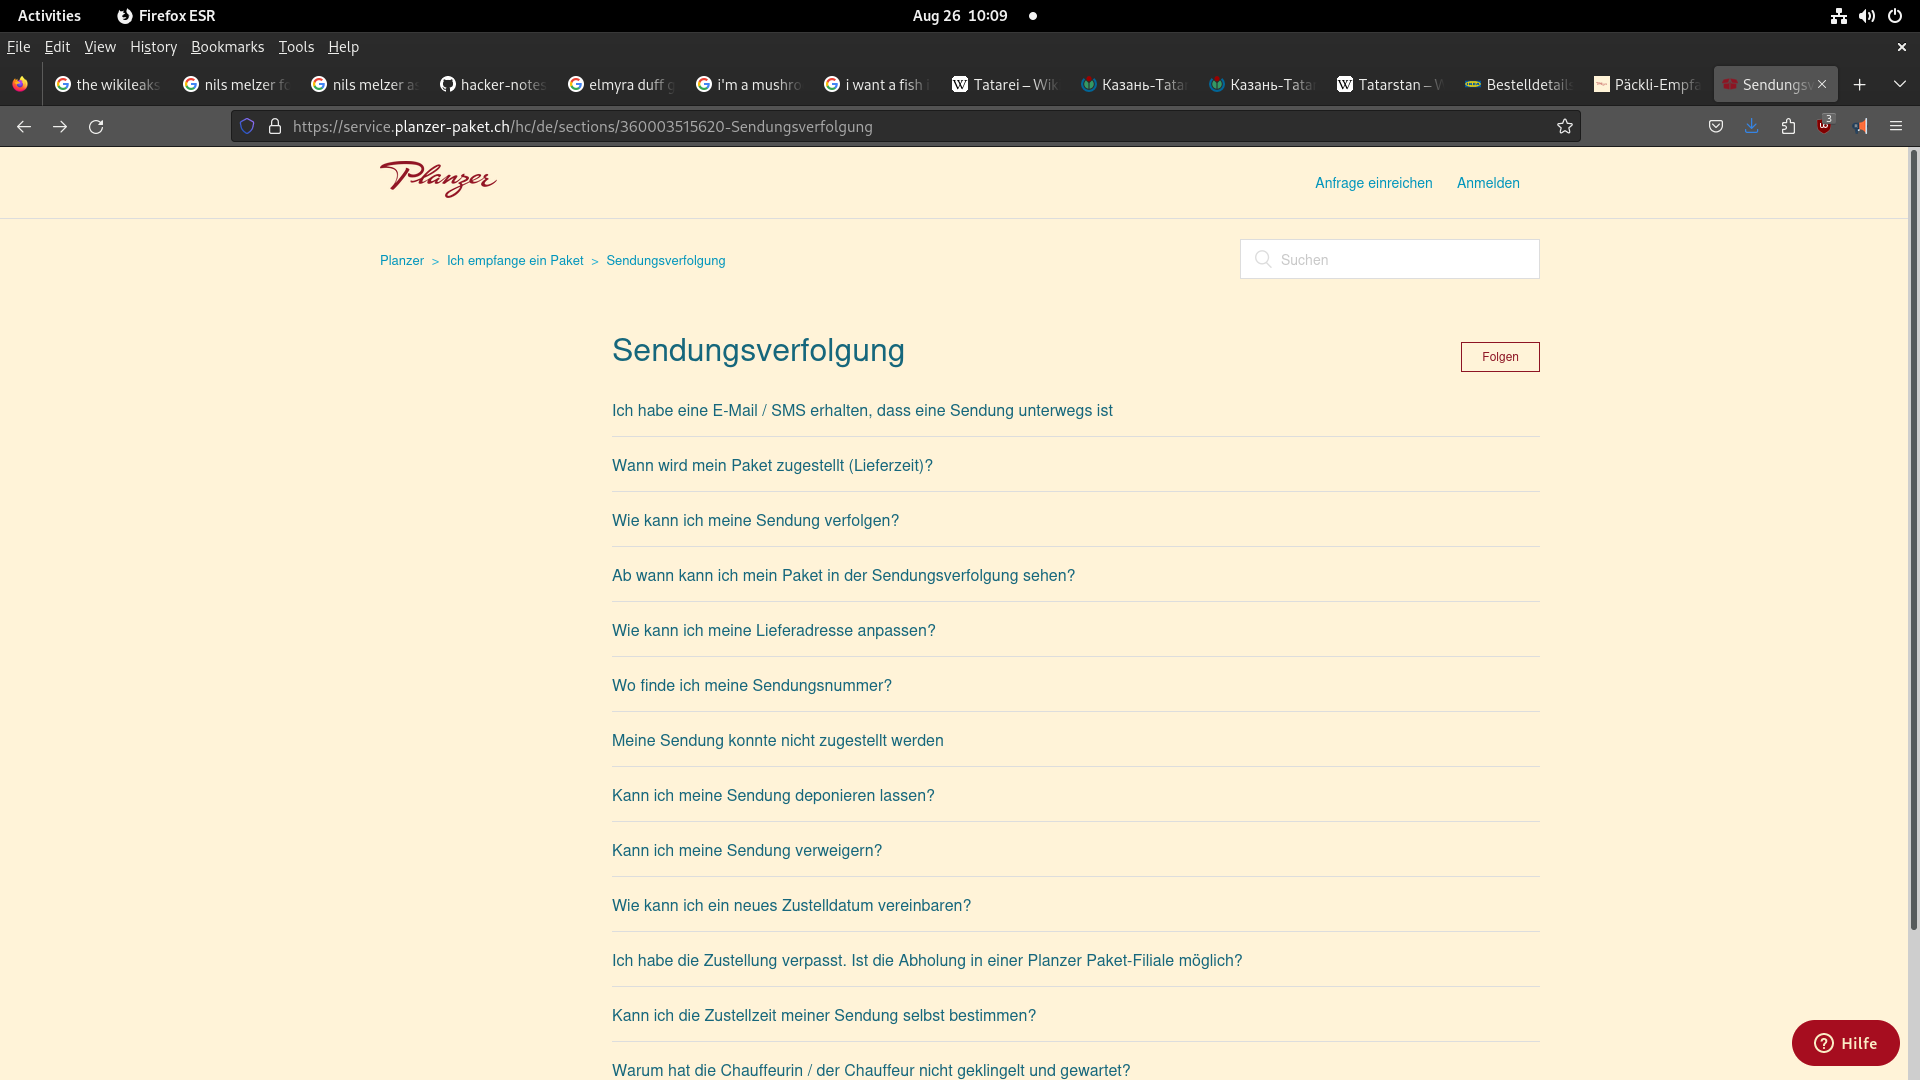 Activities
Firefox ESR
Aug 26 10:09
File Edit View History Bookmarks Tools Help
the wikileaks
nils melzer fo
nils melzer as
hacker-notes
elmyra duff g
i'm a mushro
i want a fish i
Tatarei – Wik
Казань-Тата
Казань-Тата
Tatarstan – W
Bestelldetails
Päckli-Empfa
Sendungsv
https://service.planzer-paket.ch/hc/de/sections/360003515620-Sendungsverfolgung
3
Planzer
Anfrage einreichen Anmelden
Planzer > Ich empfange ein Paket > Sendungsverfolgung
Suchen
Sendungsverfolgung
Folgen
Ich habe eine E-Mail / SMS erhalten, dass eine Sendung unterwegs ist
Wann wird mein Paket zugestellt (Lieferzeit)?
Wie kann ich meine Sendung verfolgen?
Ab wann kann ich mein Paket in der Sendungsverfolgung sehen?
Wie kann ich meine Lieferadresse anpassen?
Wo finde ich meine Sendungsnummer?
Meine Sendung konnte nicht zugestellt werden
Kann ich meine Sendung deponieren lassen?
Kann ich meine Sendung verweigern?
Wie kann ich ein neues Zustelldatum vereinbaren?
Ich habe die Zustellung verpasst. Ist die Abholung in einer Planzer Paket-Filiale möglich?
Kann ich die Zustellzeit meiner Sendung selbst bestimmen?
Warum hat die Chauffeurin / der Chauffeur nicht geklingelt und gewartet?
Hilfe